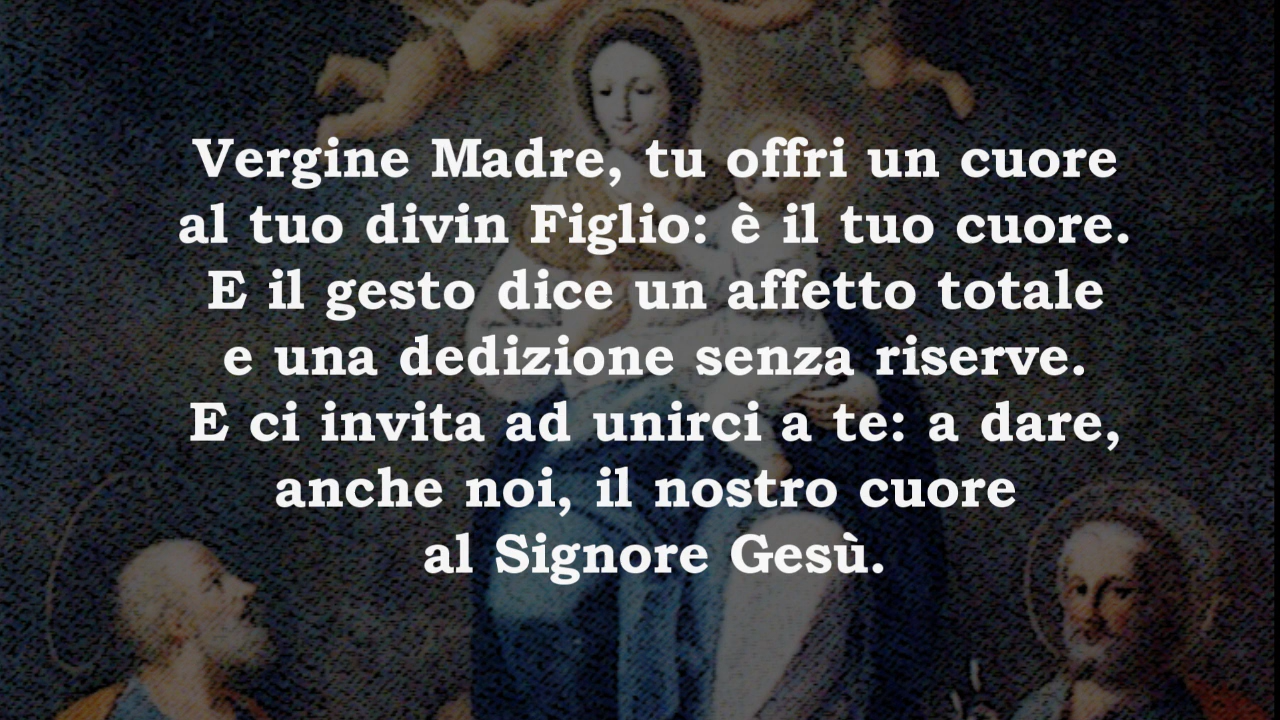 Vergine Madre, tu offri un cuore
al tuo divin Figlio: è il tuo cuore.
E il gesto dice un affetto totale
e una dedizione senza riserve.
E ci invita ad unirci a te: a dare,
anche noi, il nostro cuore
al Signore Gesù.